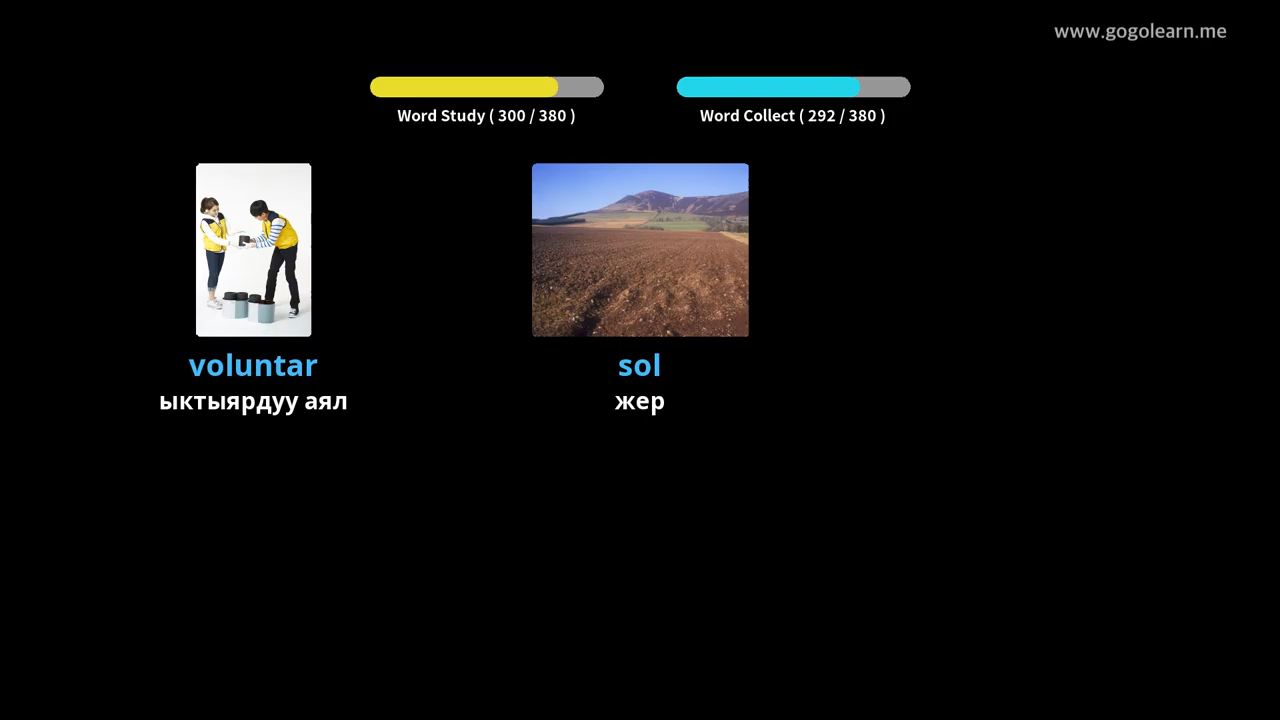 www.gogolearn.me
Word Study ( 300 / 380 )
Word Collect ( 292 / 380 )
voluntar
ыктыярдуу аял
sol
жер